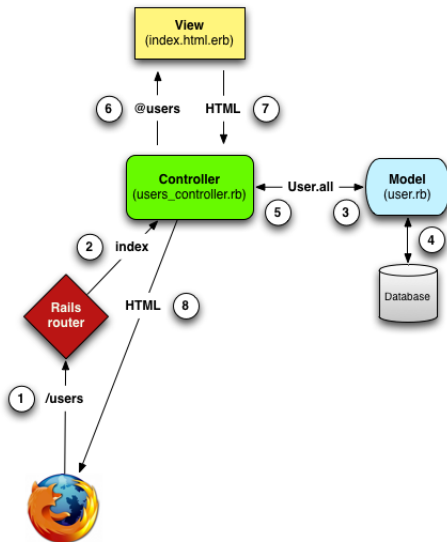 View
(index.html.erb)
6 @users HTML 7
Controller
(users_controller.rb)
User.all
5
3
Model
(user.rb)
4
2 index
Database
Rails
router
HTML 8
1 /users